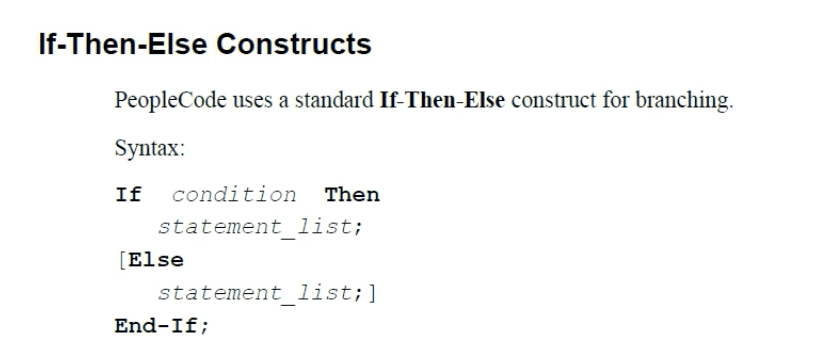 If-Then-Else Constructs
PeopleCode uses a standard If-Then-Else construct for branching.
Syntax:
If condition Then
statement_list;
[Else
statement_list;]
End-If;